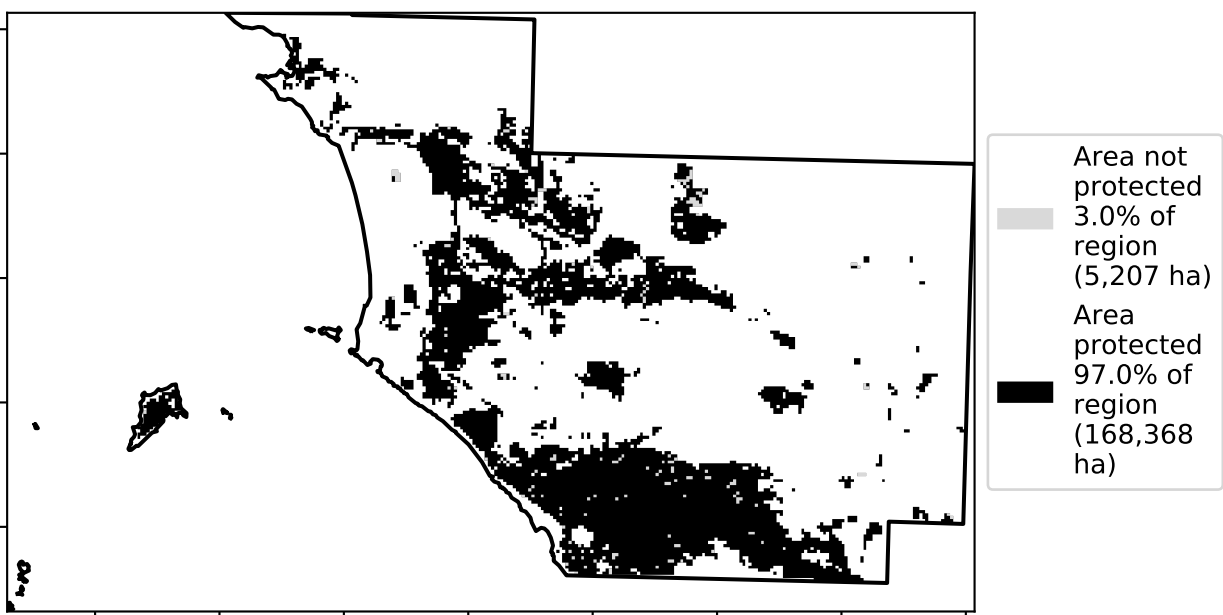 Area not
protected
3.0% of
region
(5,207 ha)
Area
protected
97.0% of
region
(168,368
ha)